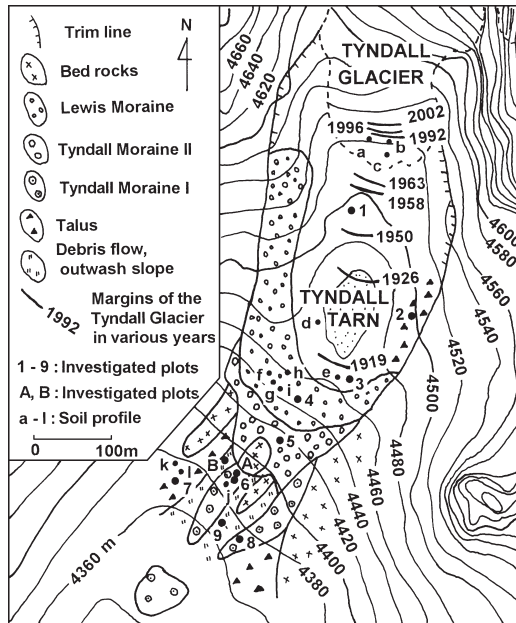 Trim line
Bed rocks
Lewis Moraine
Tyndall Moraine II
Tyndall Moraine I
Talus
Debris flow,
outwash slope
1992
Margins of the
Tyndall Glacier
in various years
1 - 9 : Investigated plots
A, B : Investigated plots
a - l : Soil profile
0 100m
N
4660
4640
4620
TYNDALL
GLACIER
2002
1996
1992
a
b
c
1963
1958
1
1950
1926
TYNDALL
TARN
d
2
1919
f
h
e
3
g
i
4
5
k
l
B
A
7
6
j
9
8
4600
4580
4560
4540
4520
4500
4480
4460
4440
4420
4400
4380
4360 m